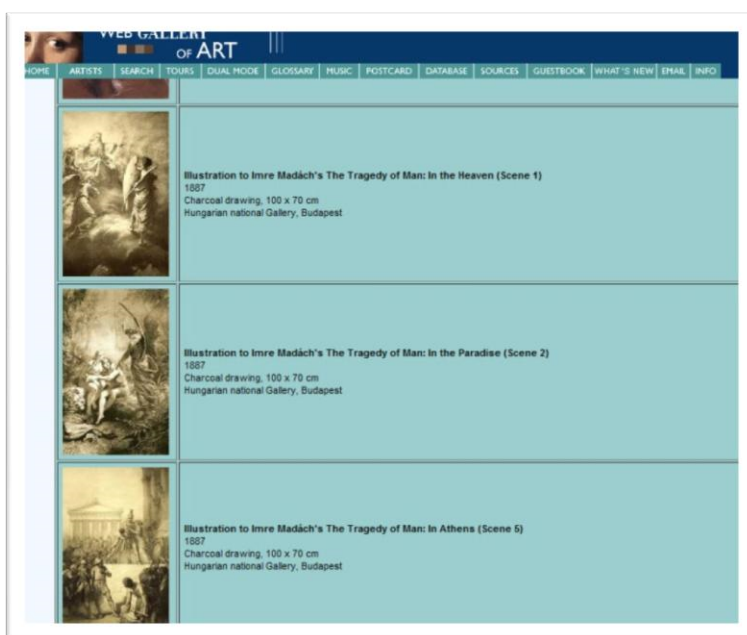 WEB GALLERY
OF ART
HOME ARTISTS SEARCH TOURS DUAL MODE GLOSSARY MUSIC POSTCARD DATABASE SOURCES GUESTBOOK WHAT'S NEW EMAIL INFO
Illustration to Imre Madách's The Tragedy of Man: In the Heaven (Scene 1)
1887
Charcoal drawing, 100 x 70 cm
Hungarian national Gallery, Budapest
Illustration to Imre Madách's The Tragedy of Man: In the Paradise (Scene 2)
1887
Charcoal drawing, 100 x 70 cm
Hungarian national Gallery, Budapest
Illustration to Imre Madách's The Tragedy of Man: In Athens (Scene 5)
1887
Charcoal drawing, 100 x 70 cm
Hungarian national Gallery, Budapest